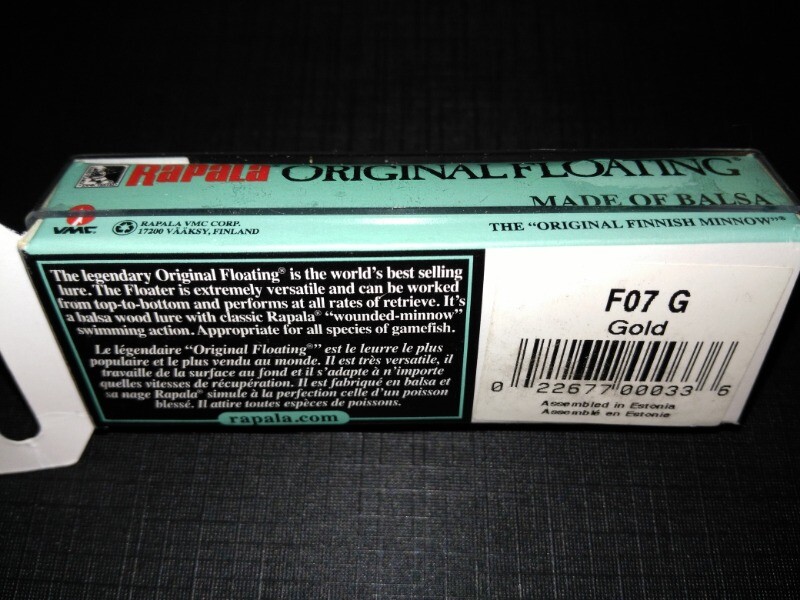 Rapala ORIGINAL FLOATING®
MADE OF BALSA
VMC
RAPALA VMC CORP.
17200 VÄÄKSY, FINLAND
THE "ORIGINAL FINNISH MINNOW"®
The legendary Original Floating® is the world's best selling
lure. The Floater is extremely versatile and can be worked
from top-to-bottom and performs at all rates of retrieve. It's
a balsa wood lure with classic Rapala® "wounded-minnow"
swimming action. Appropriate for all species of gamefish.
Le légendaire "Original Floating®" est le leurre le plus
populaire et le plus vendu au monde. Il est très versatile, il
travaille de la surface au fond et il s'adapte à n'importe
quelles vitesses de récupération. Il est fabriqué en balsa et
sa nage Rapala® simule à la perfection celle d'un poisson
blessé. Il attire toutes espèces de poissons.
rapala.com
F07 G
Gold
0 22677 00033 6
Assembled in Estonia
Assemblé en Estonie